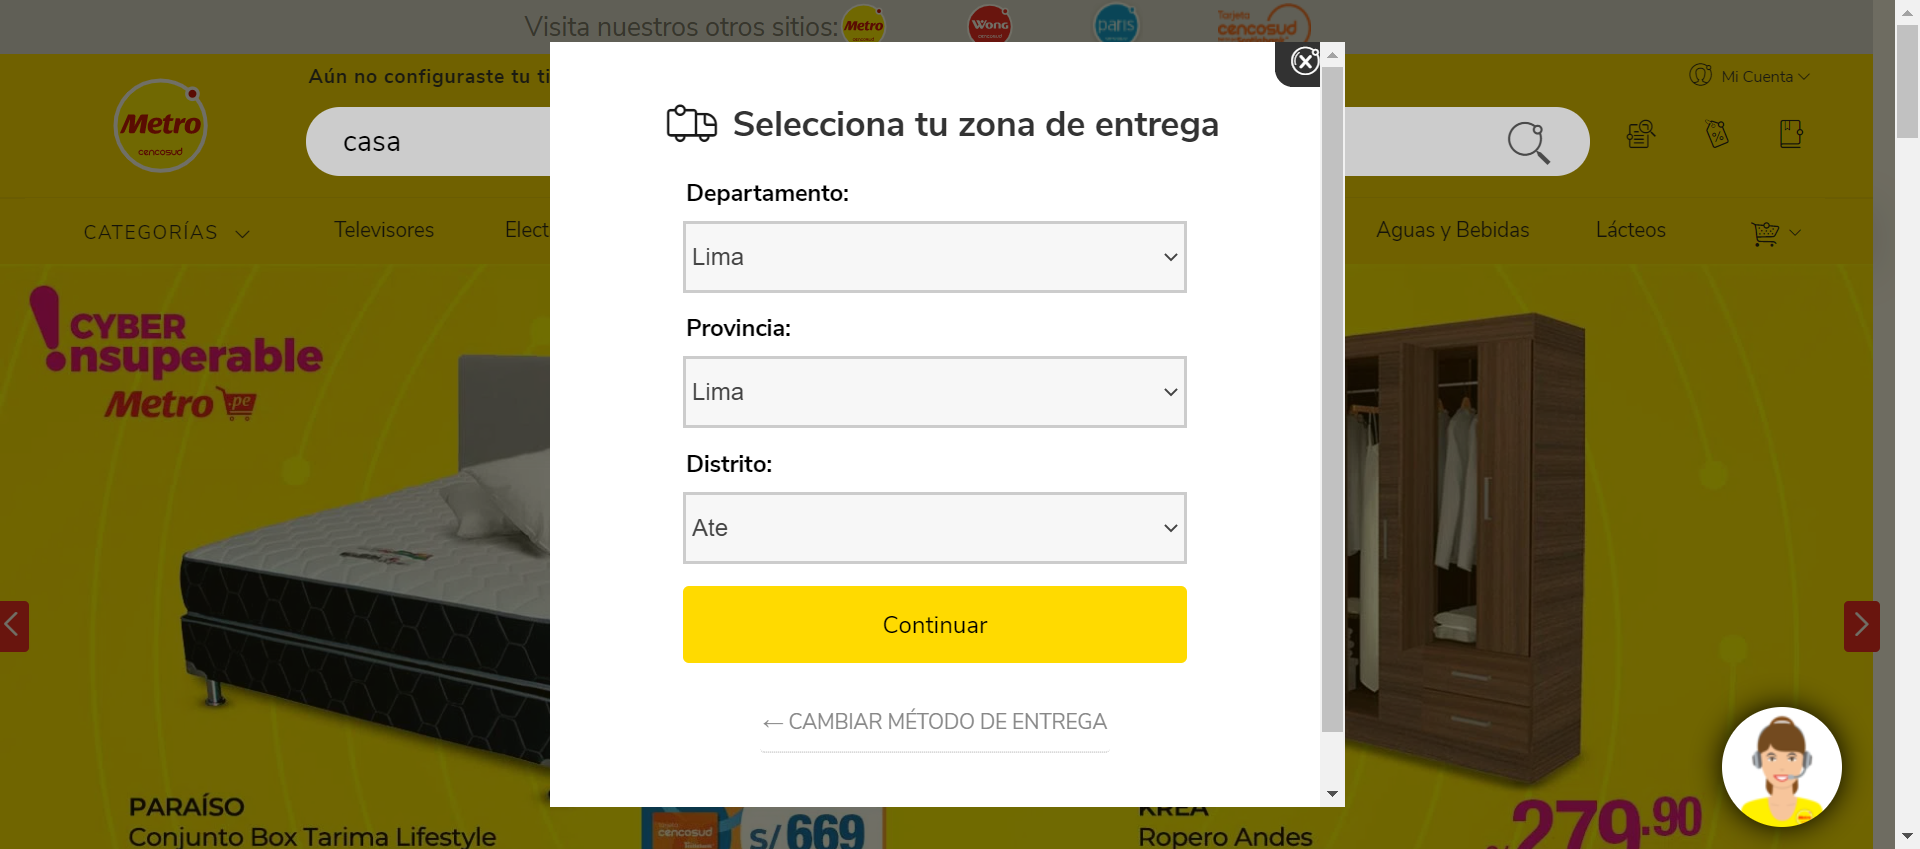 Visita nuestros otros sitios:
Metro
cencosud
Wong
cencosud
paris
Tarjeta
cencosud
Aún no configuraste tu ti
Mi Cuenta
Metro
cencosud
casa
CATEGORÍAS
Televisores
Elect
Aguas y Bebidas
Lácteos
Selecciona tu zona de entrega
Departamento:
Lima
Provincia:
Lima
Distrito:
Ate
Continuar
← CAMBIAR MÉTODO DE ENTREGA
CYBER
!nsuperable
Metro.pe
PARAÍSO
Conjunto Box Tarima Lifestyle
cencosud
S/ 669
KREA
Ropero Andes
279.90